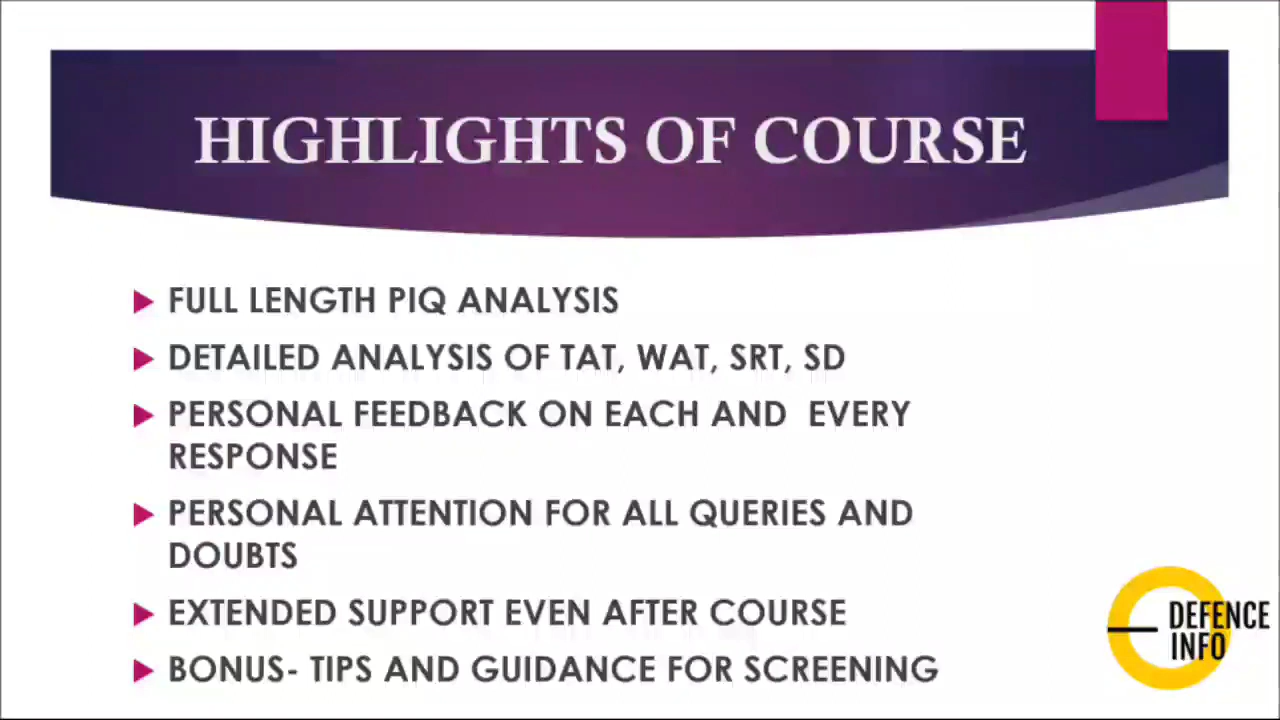 HIGHLIGHTS OF COURSE
FULL LENGTH PIQ ANALYSIS
DETAILED ANALYSIS OF TAT, WAT, SRT, SD
PERSONAL FEEDBACK ON EACH AND EVERY
RESPONSE
PERSONAL ATTENTION FOR ALL QUERIES AND
DOUBTS
EXTENDED SUPPORT EVEN AFTER COURSE
BONUS- TIPS AND GUIDANCE FOR SCREENING
DEFENCE
INFO